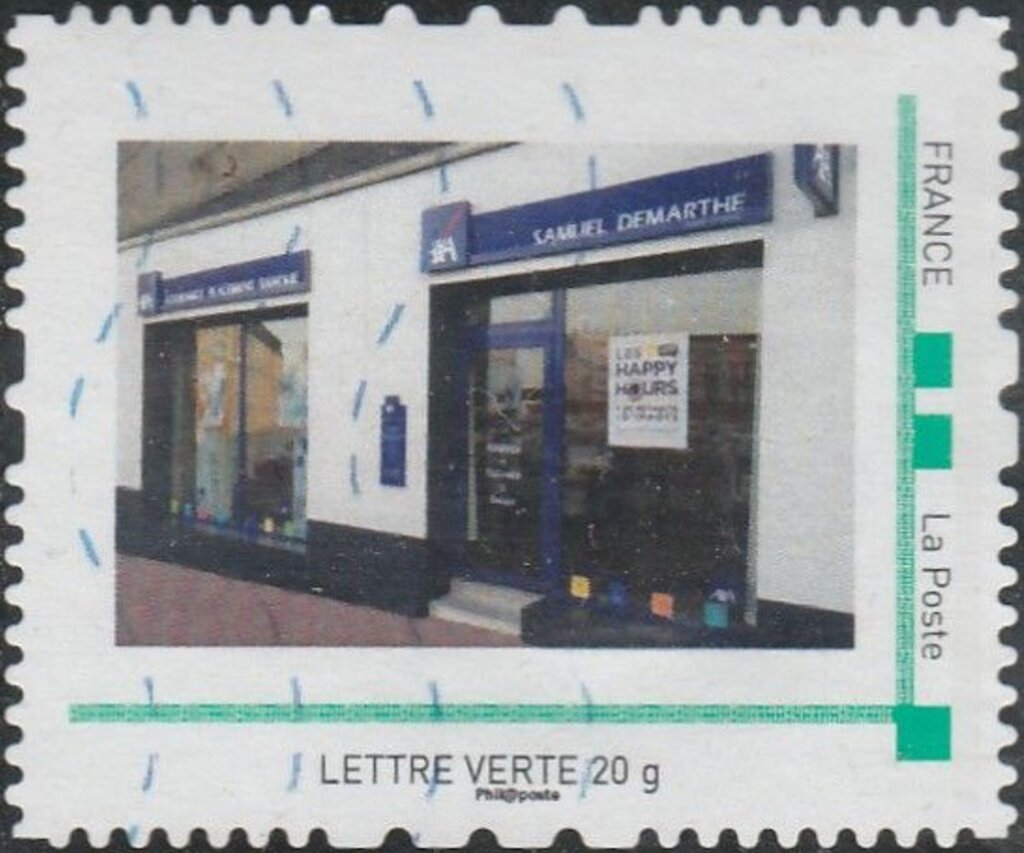 SAMUEL DEMARTHE
LES
HAPPY
HOURS
FRANCE
La Poste
LETTRE VERTE 20 g
Phil@poste